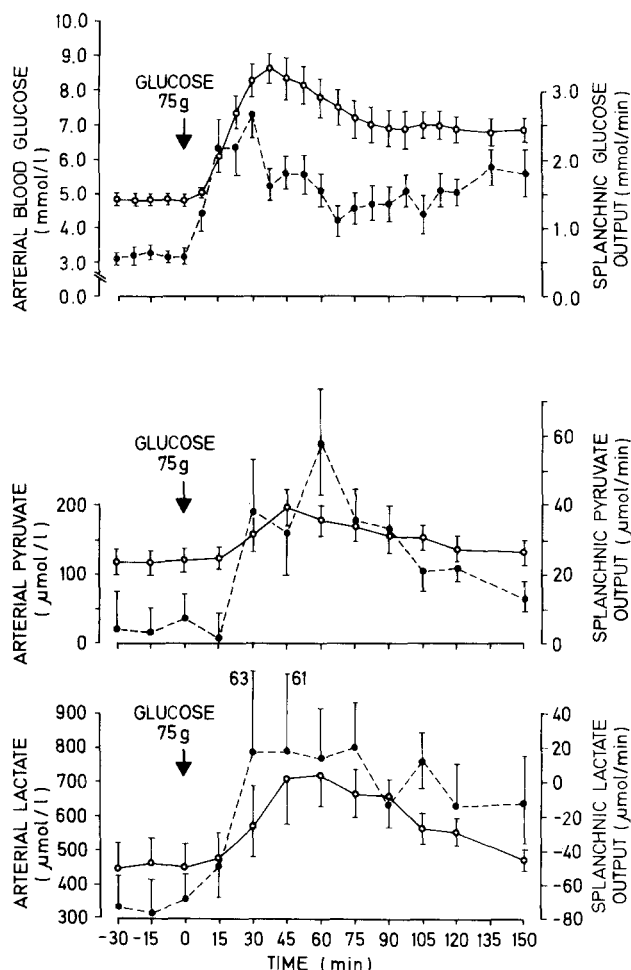 ARTERIAL BLOOD GLUCOSE
(mmol/l)
10.0
9.0
8.0
7.0
6.0
5.0
4.0
3.0
0.0
GLUCOSE
75g
3.0
2.0
1.0
0.0
SPLANCHNIC GLUCOSE
OUTPUT (mmol/min)
ARTERIAL PYRUVATE
(µmol/l)
200
150
100
50
0
GLUCOSE
75g
60
40
20
0
SPLANCHNIC PYRUVATE
OUTPUT (µmol/min)
ARTERIAL LACTATE
(µmol/l)
900
800
700
600
500
400
300
GLUCOSE
75g
63
61
40
20
0
-20
-40
-60
-80
SPLANCHNIC LACTATE
OUTPUT (µmol/min)
-30 -15 0 15 30 45 60 75 90 105 120 135 150
TIME (min)